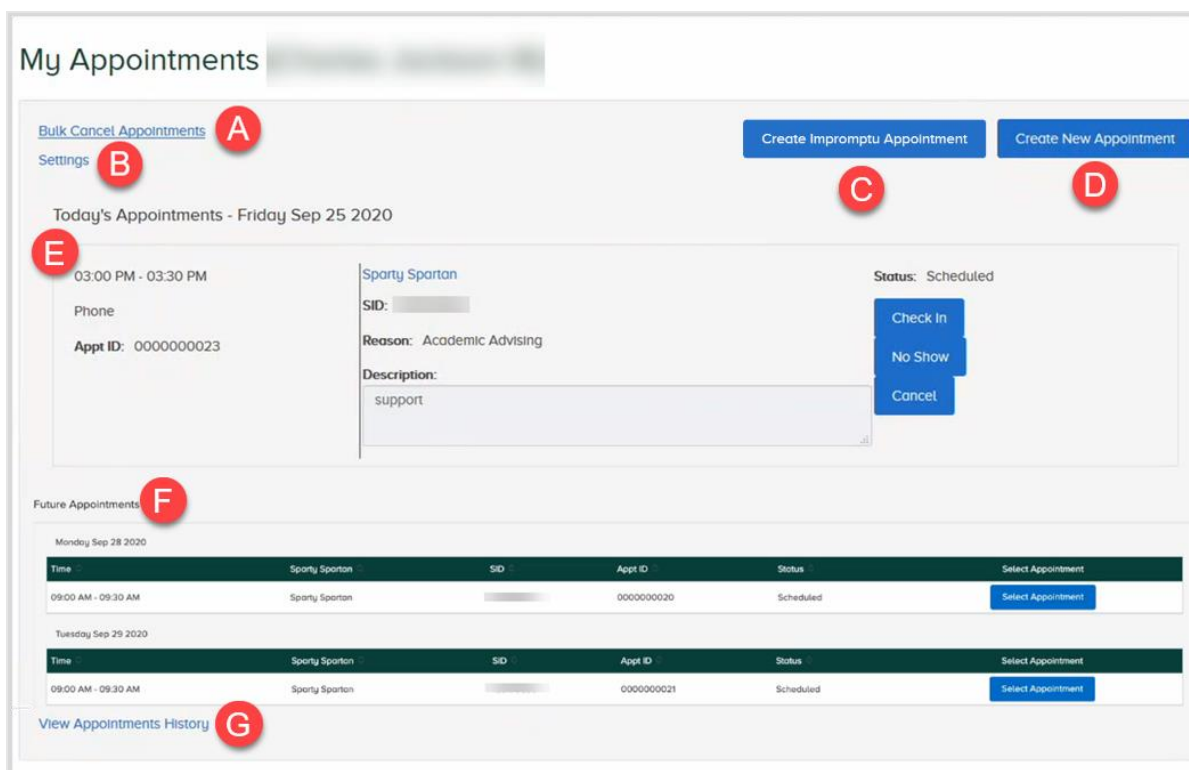 My Appointments
Bulk Cancel Appointments A
Settings B
Create Impromptu Appointment
Create New Appointment
C
D
Today's Appointments - Friday Sep 25 2020
E
03:00 PM - 03:30 PM
Phone
Appt ID: 0000000023
Sparty Spartan
SID:
Reason: Academic Advising
Description:
support
Status: Scheduled
Check In
No Show
Cancel
Future Appointments F
Monday Sep 28 2020
Time Sparty Spartan SID Appt ID Status Select Appointment
09:00 AM - 09:30 AM Sparty Spartan 0000000020 Scheduled Select Appointment
Tuesday Sep 29 2020
Time Sparty Spartan SID Appt ID Status Select Appointment
09:00 AM - 09:30 AM Sparty Spartan 0000000021 Scheduled Select Appointment
View Appointments History G